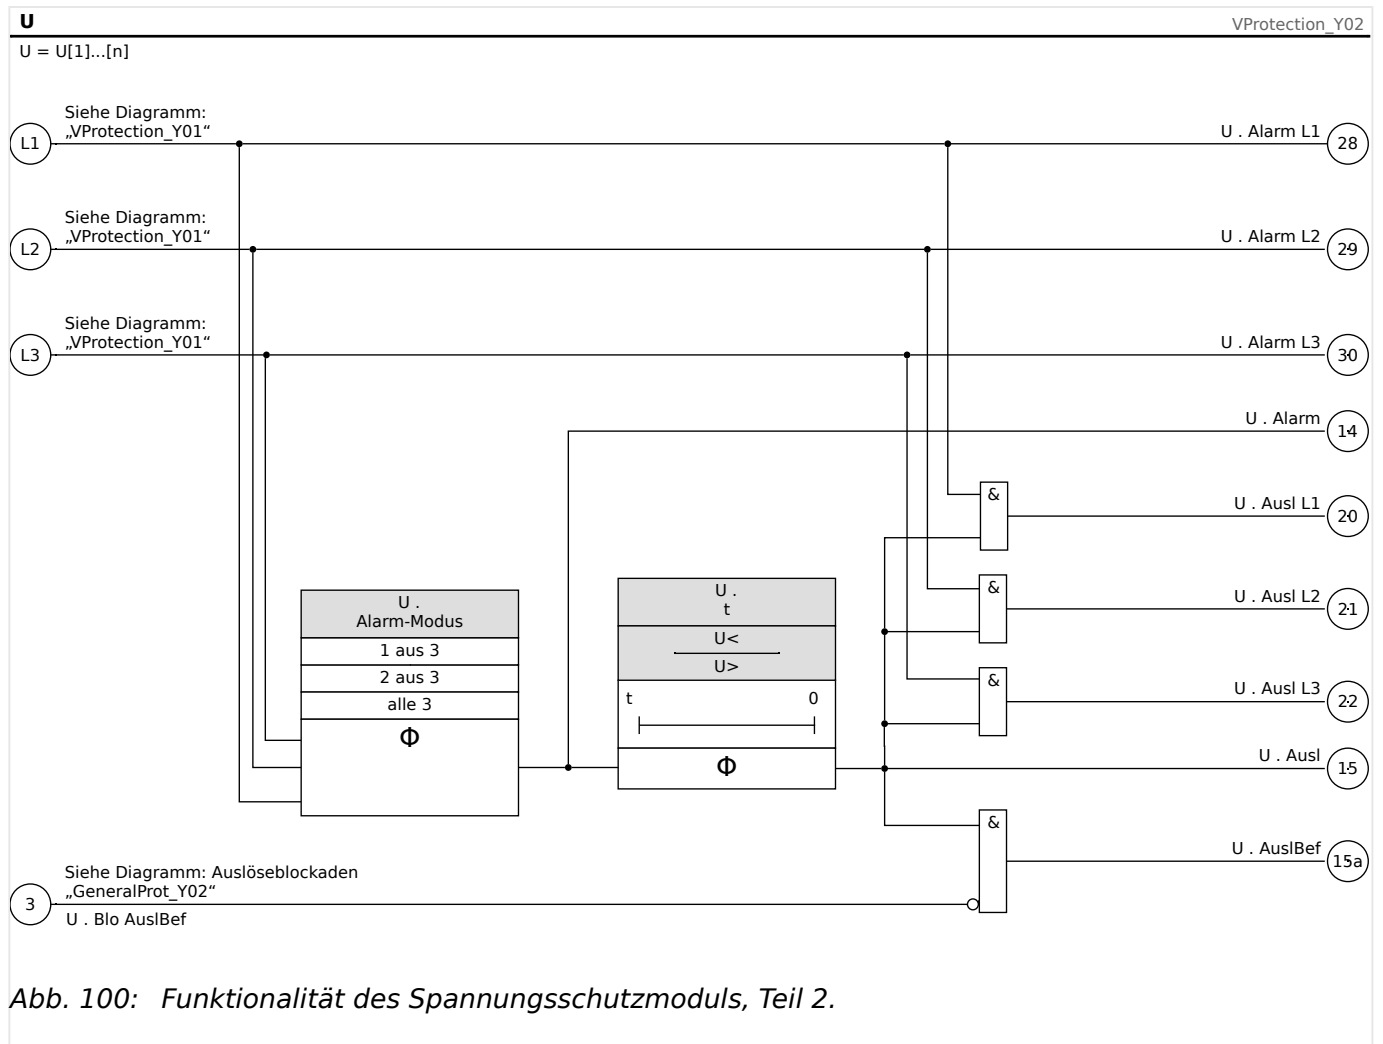 U
VProtection_Y02
U = U[1]...[n]
Siehe Diagramm:
„VProtection_Y01“
L1
U . Alarm L1
28
Siehe Diagramm:
„VProtection_Y01“
L2
U . Alarm L2
29
Siehe Diagramm:
„VProtection_Y01“
L3
U . Alarm L3
30
U . Alarm
14
&
U . Ausl L1
20
&
U . Ausl L2
21
&
U . Ausl L3
22
U .
Alarm-Modus
1 aus 3
2 aus 3
alle 3
Φ
U .
t
U<
U>
t 0
Φ
U . Ausl
15
&
U . AuslBef
15a
Siehe Diagramm: Auslöseblockaden
„GeneralProt_Y02“
3
U . Blo AuslBef
Abb. 100: Funktionalität des Spannungsschutzmoduls, Teil 2.